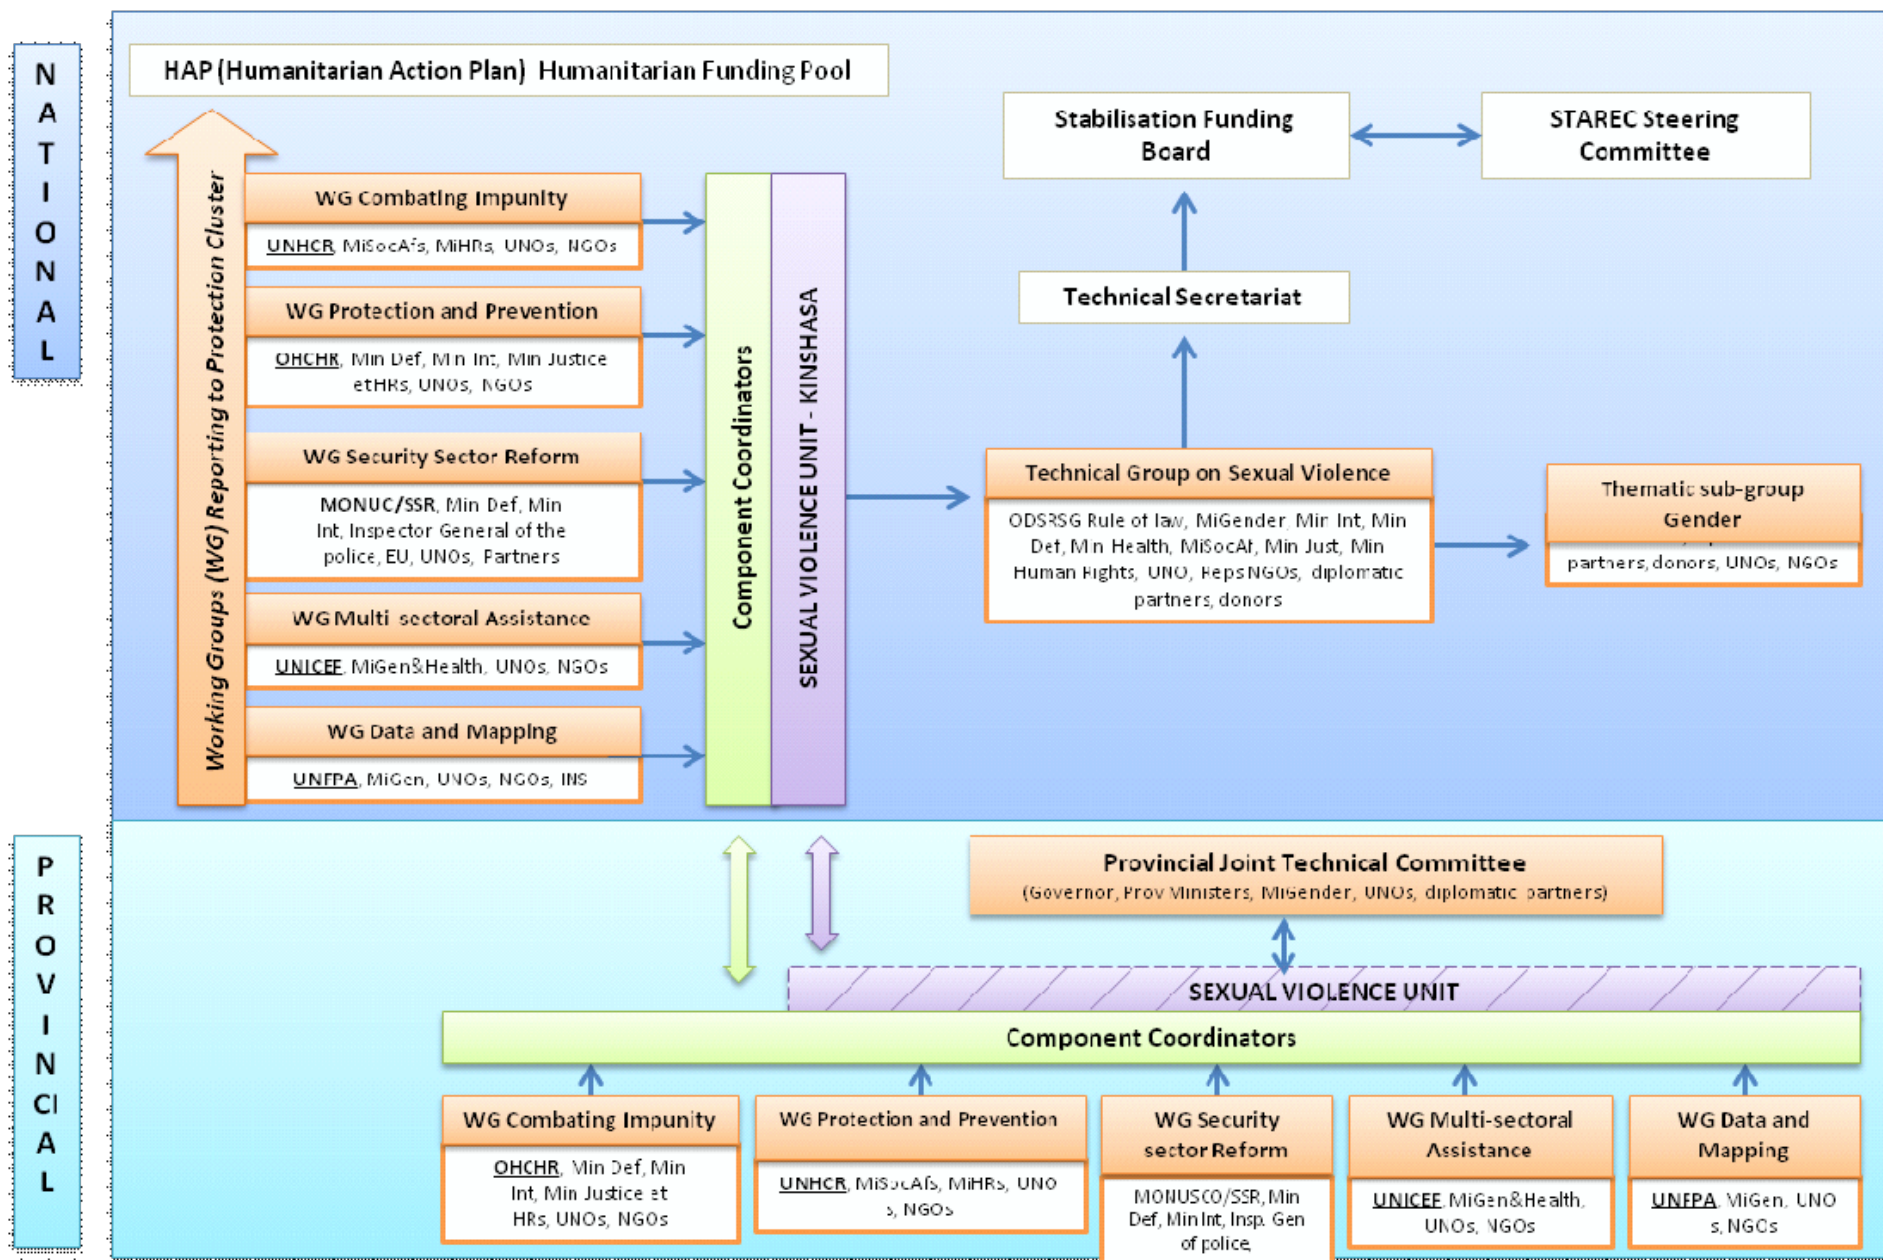 NATIONAL
HAP (Humanitarian Action Plan) Humanitarian Funding Pool
Working Groups (WG) Reporting to Protection Cluster
WG Combating Impunity
UNHCR, MiSocAfs, MiHRs, UNOs, NGOs
WG Protection and Prevention
OHCHR, Min Def, Min Int, Min Justice
etHRs, UNOs, NGOs
WG Security Sector Reform
MONUC/SSR, Min Def, Min
Int, Inspector General of the
police, EU, UNOs, Partners
WG Multi-sectoral Assistance
UNICEF, MiGen&Health, UNOs, NGOs
WG Data and Mapping
UNFPA, MiGen, UNOs, NGOs, INS
Component Coordinators
SEXUAL VIOLENCE UNIT - KINSHASA
Stabilisation Funding
Board
STAREC Steering
Committee
Technical Secretariat
Technical Group on Sexual Violence
ODSRSG Rule of law, MiGender, Min Int, Min
Def, Min Health, MiSocAf, Min Just, Min
Human Rights, UNO, Reps NGOs, diplomatic
partners, donors
Thematic sub-group
Gender
partners, donors, UNOs, NGOs
PROVINCIAL
Provincial Joint Technical Committee
(Governor, Prov Ministers, MiGender, UNOs, diplomatic partners)
SEXUAL VIOLENCE UNIT
Component Coordinators
WG Combating Impunity
OHCHR, Min Def, Min
Int, Min Justice et
HRs, UNOs, NGOs
WG Protection and Prevention
UNHCR, MiSocAfs, MiHRs, UNO
s, NGOs
WG Security
sector Reform
MONUSCO/SSR, Min
Def, Min Int, Insp. Gen
of police,
WG Multi-sectoral
Assistance
UNICEF, MiGen&Health,
UNOs, NGOs
WG Data and
Mapping
UNFPA, MiGen, UNO
s, NGOs